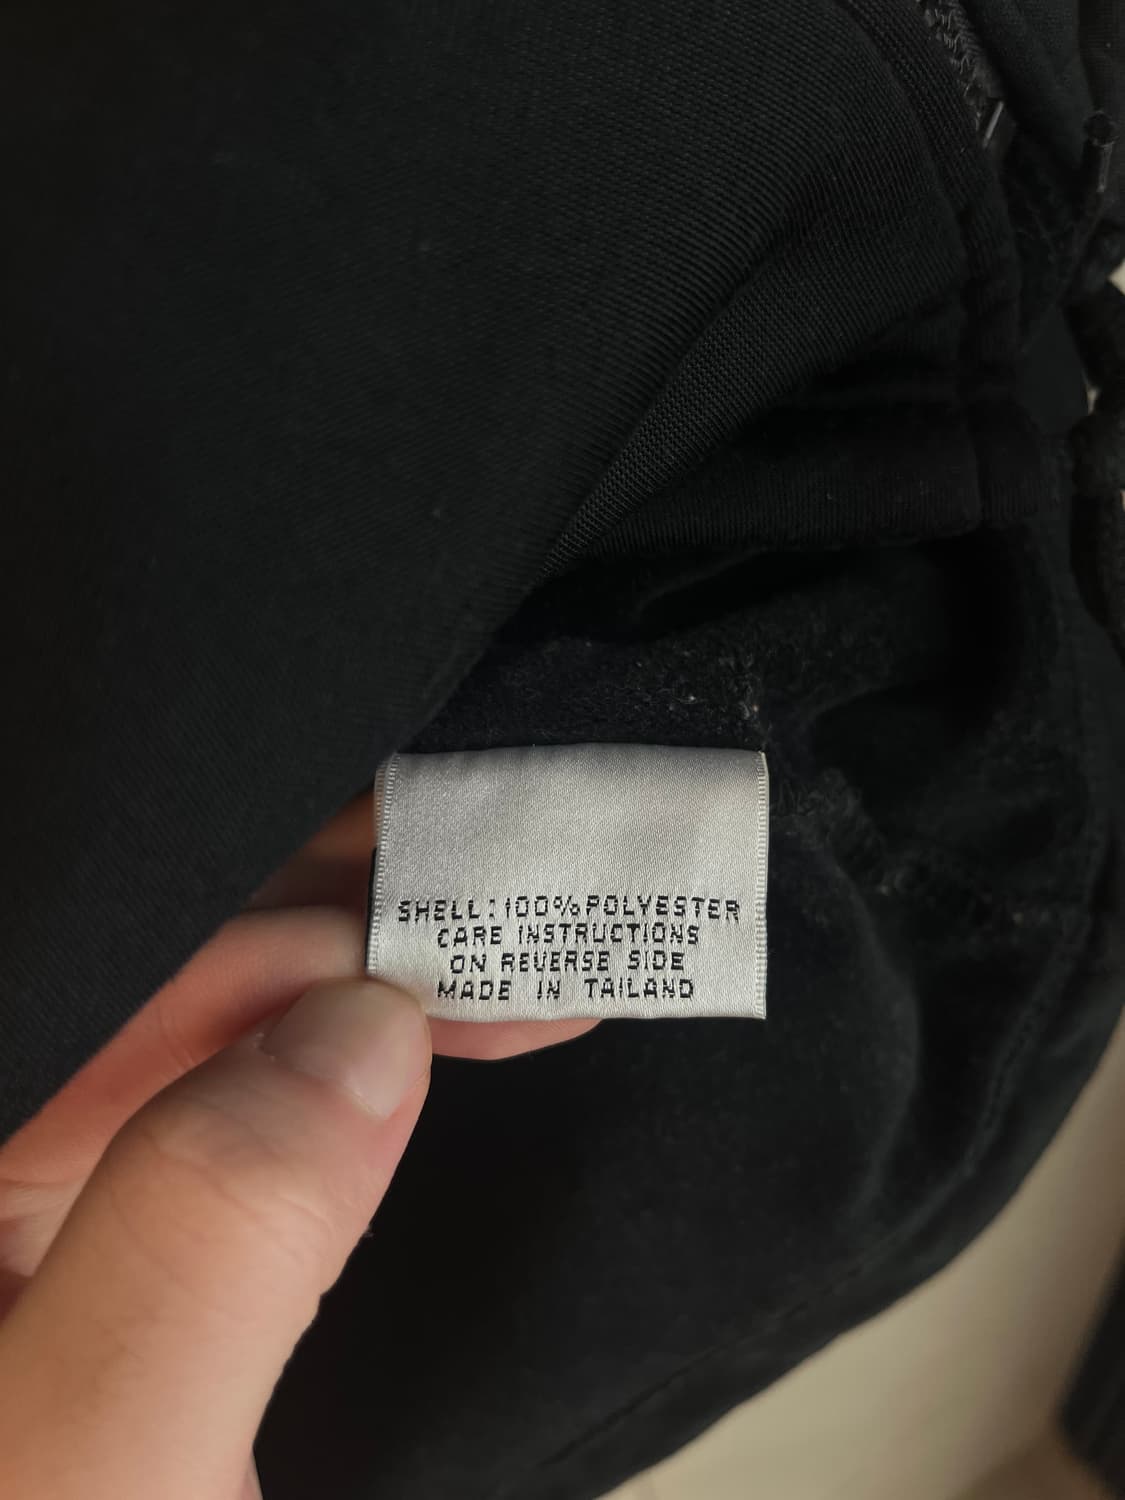 SHELL:100%POLYESTER
CARE INSTRUCTIONS
ON REVERSE SIDE
MADE IN TAILAND